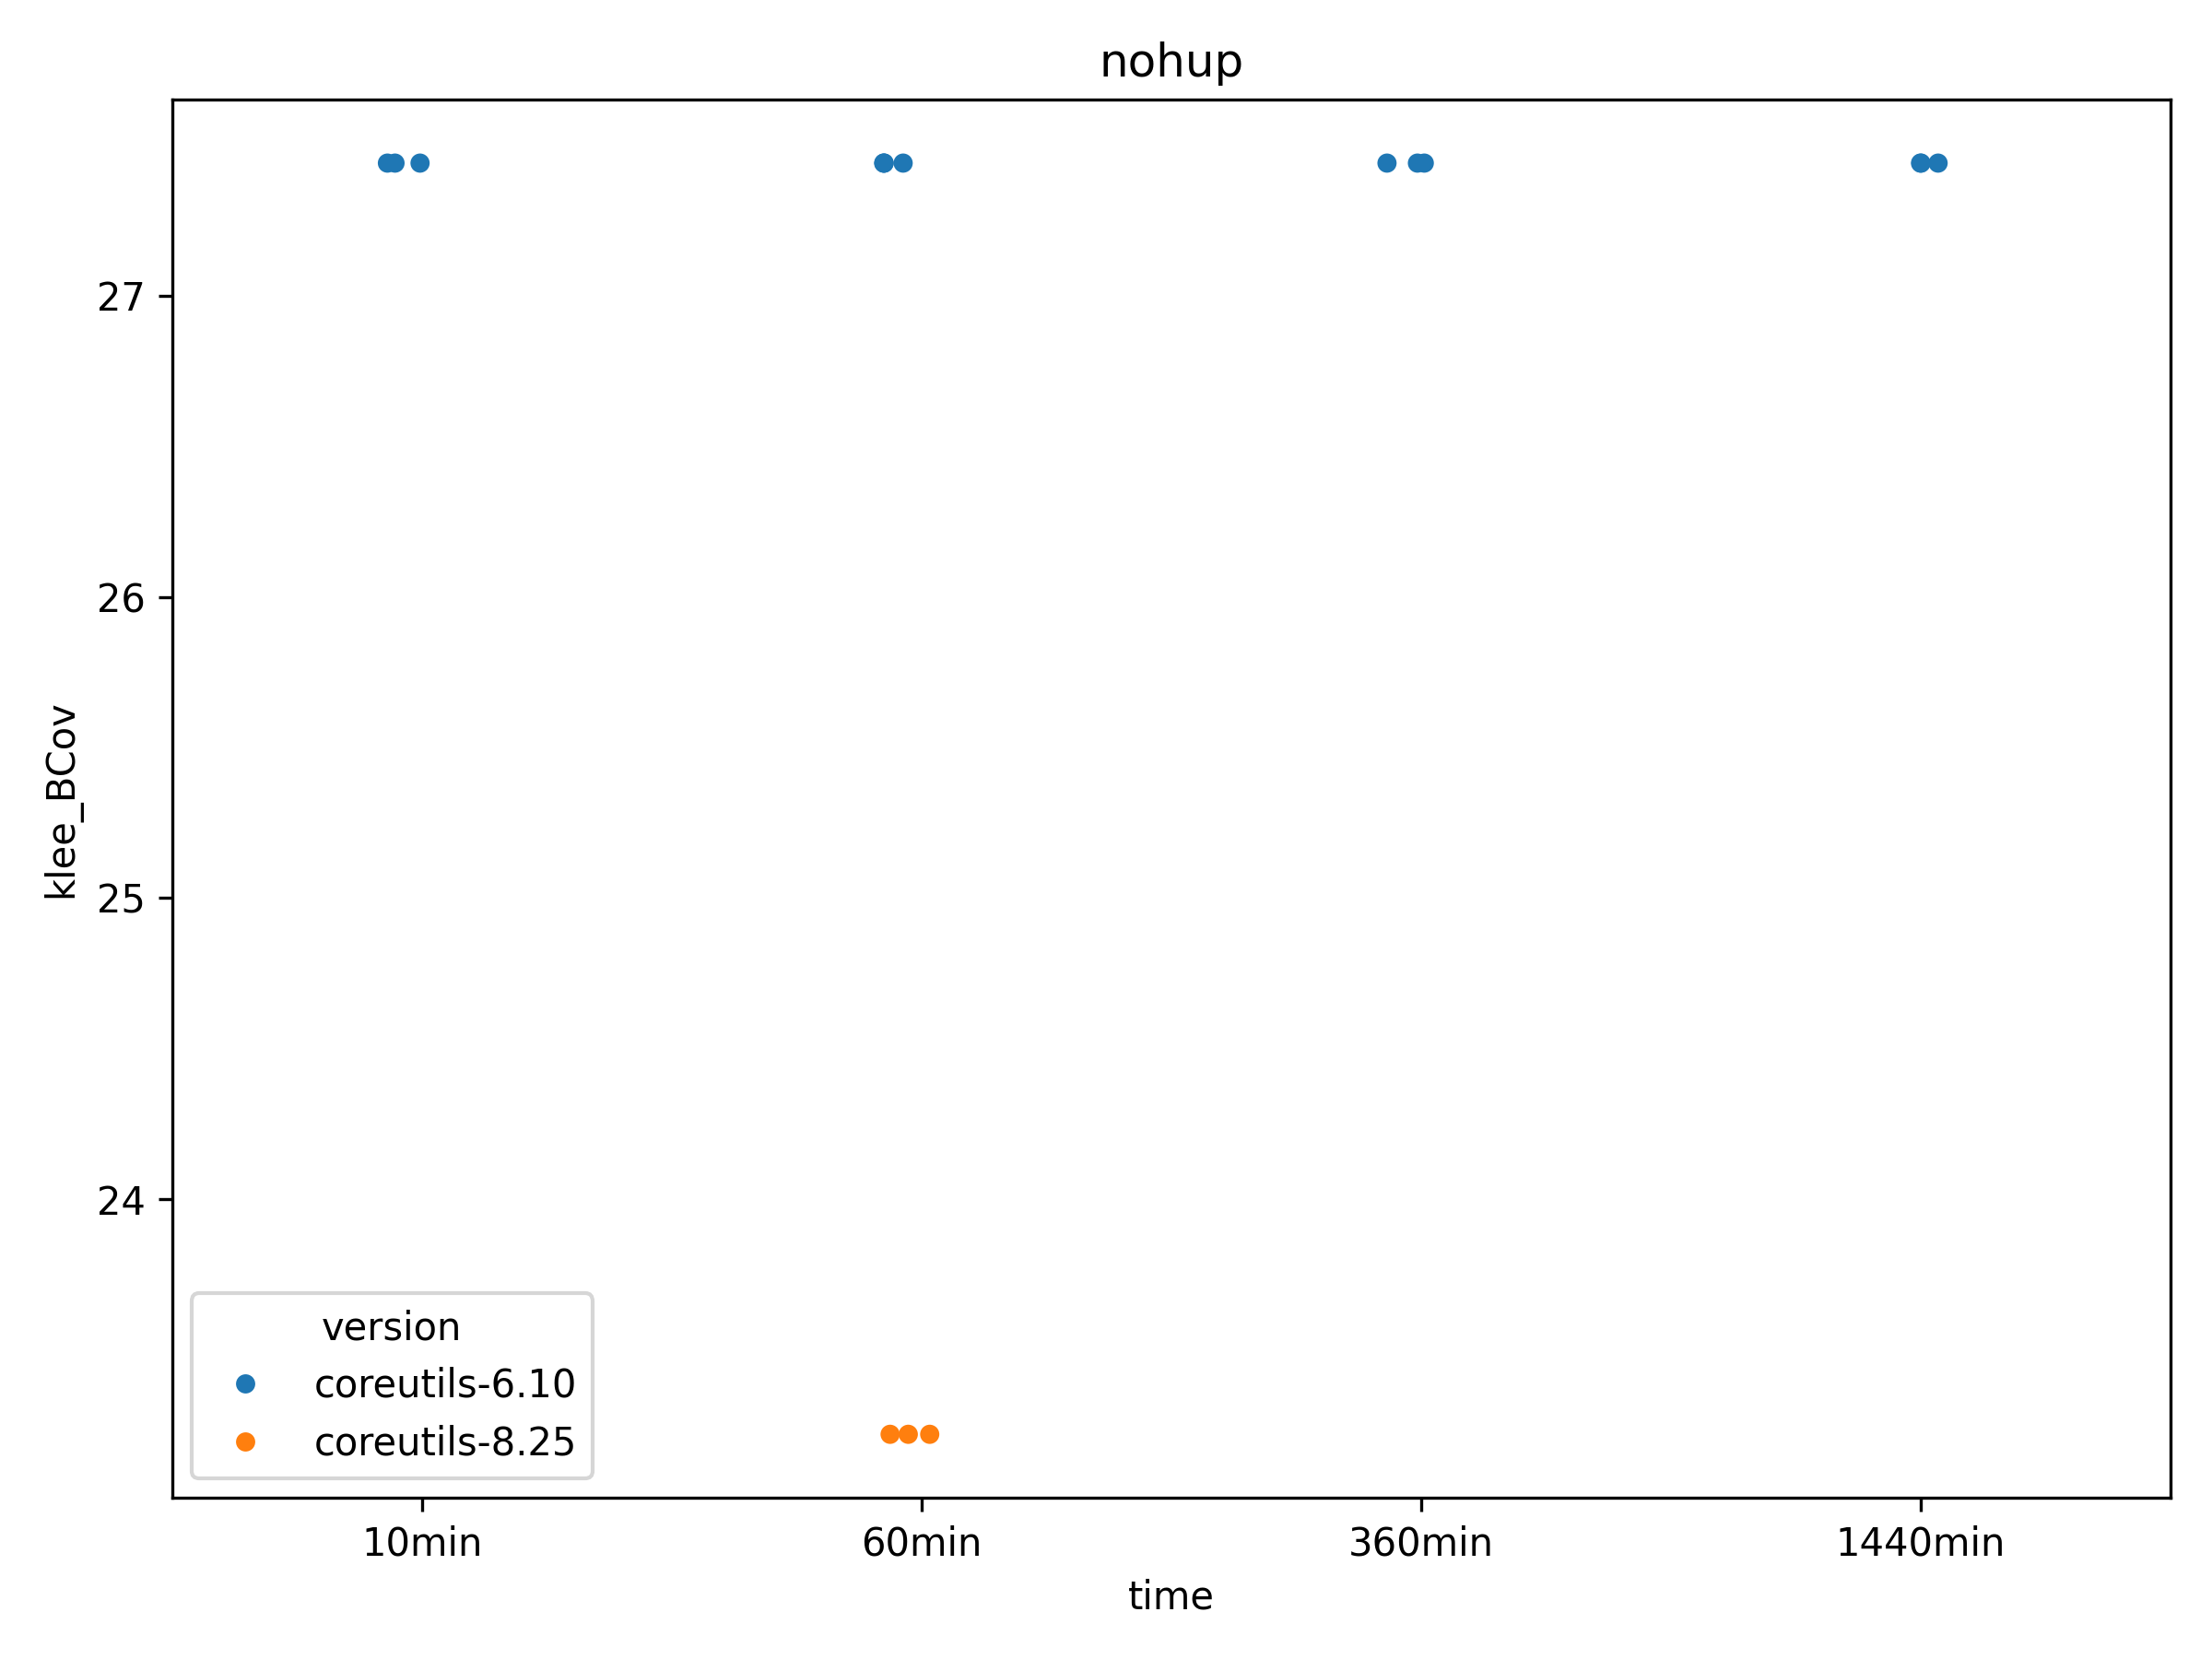 nohup
27
26
25
24
klee_BCov
version
coreutils-6.10
coreutils-8.25
10min 60min 360min 1440min
time